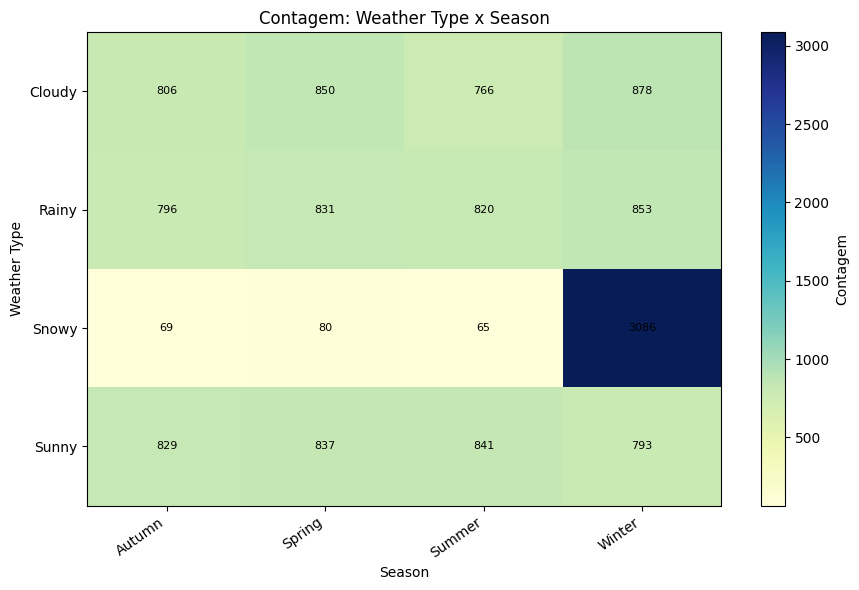 Contagem: Weather Type x Season
Cloudy 806 850 766 878
Rainy 796 831 820 853
Snowy 69 80 65 3086
Sunny 829 837 841 793
Autumn Spring Summer Winter
Season
Weather Type
3000
2500
2000
1500
1000
500
Contagem